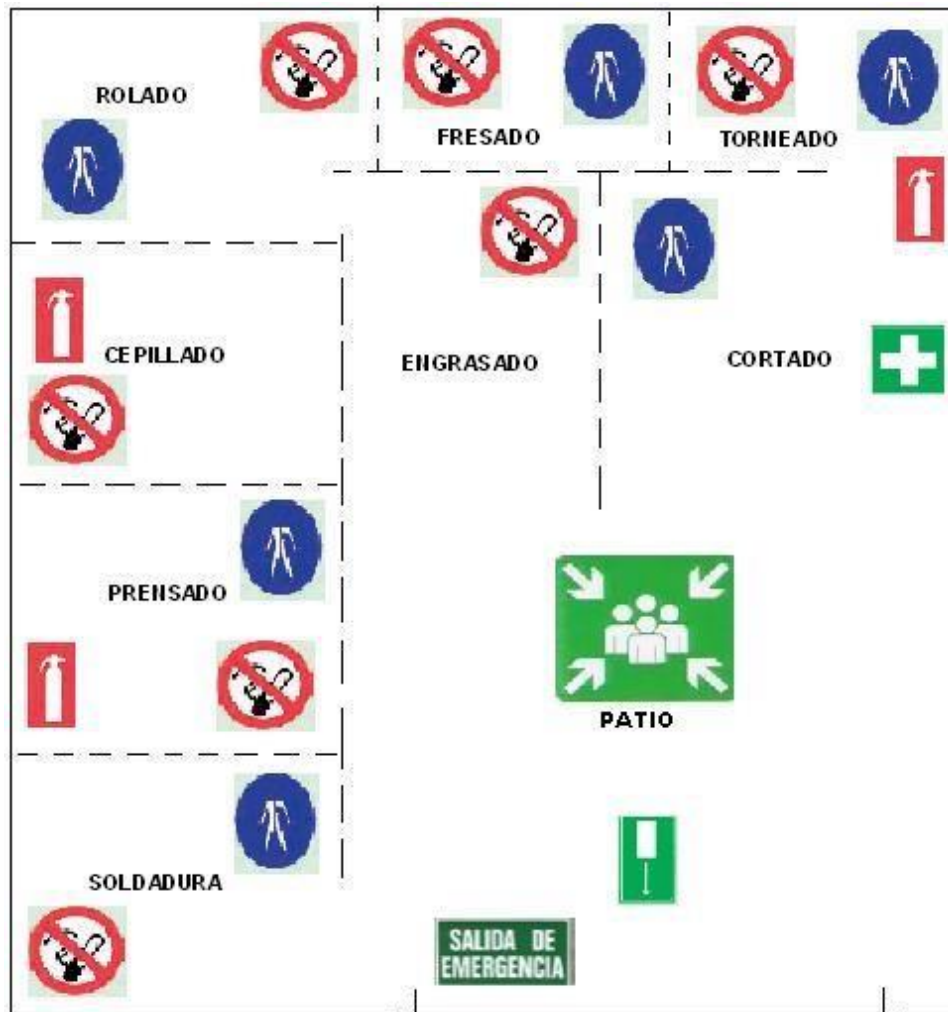 ROLADO
FRESADO
TORNEADO
CEPILLADO
ENGRASADO
CORTADO
PRENSADO
PATIO
SOLDADURA
SALIDA DE
EMERGENCIA